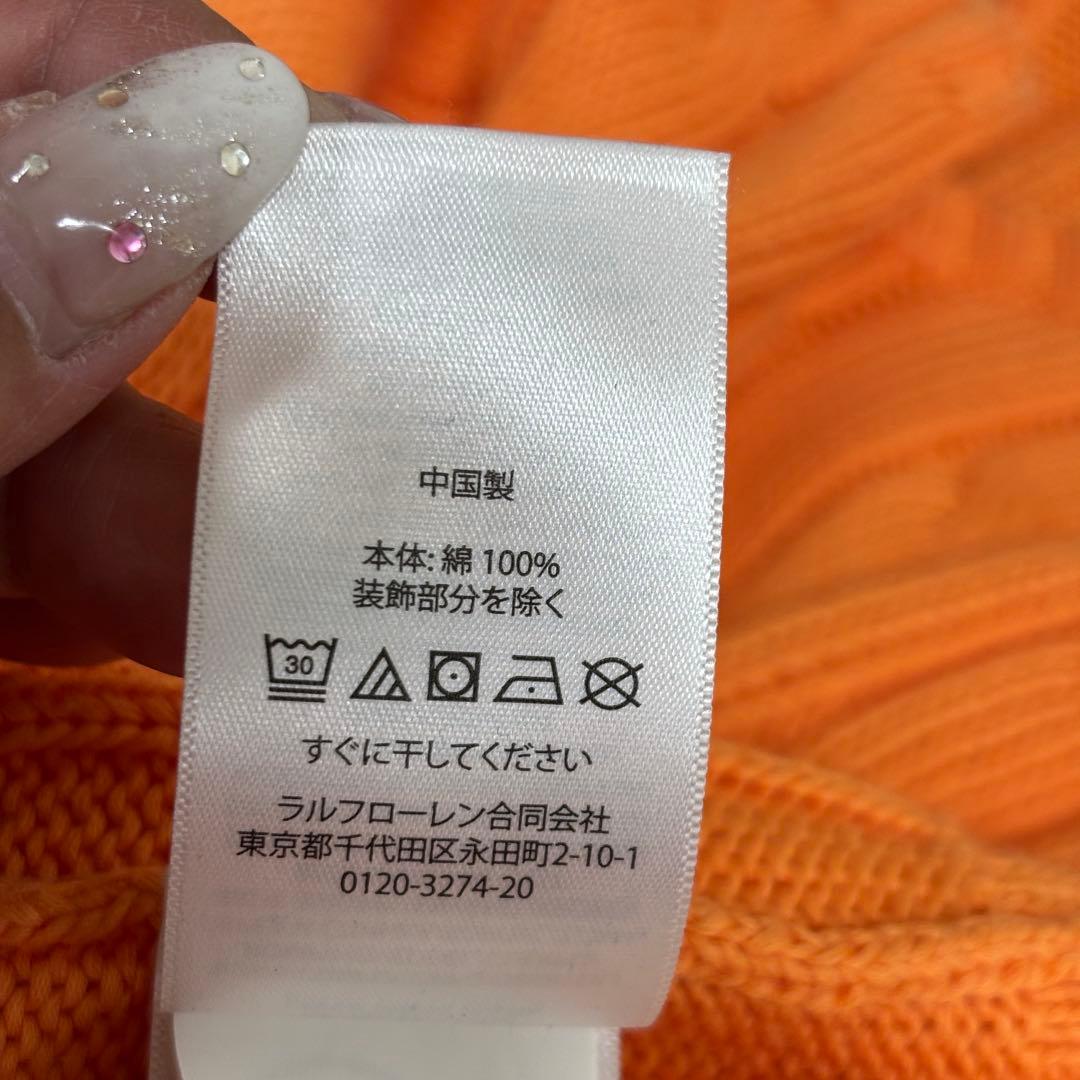 中国製
本体: 綿 100%
装飾部分を除く
30
すぐに干してください
ラルフローレン合同会社
東京都千代田区永田町2-10-1
0120-3274-20